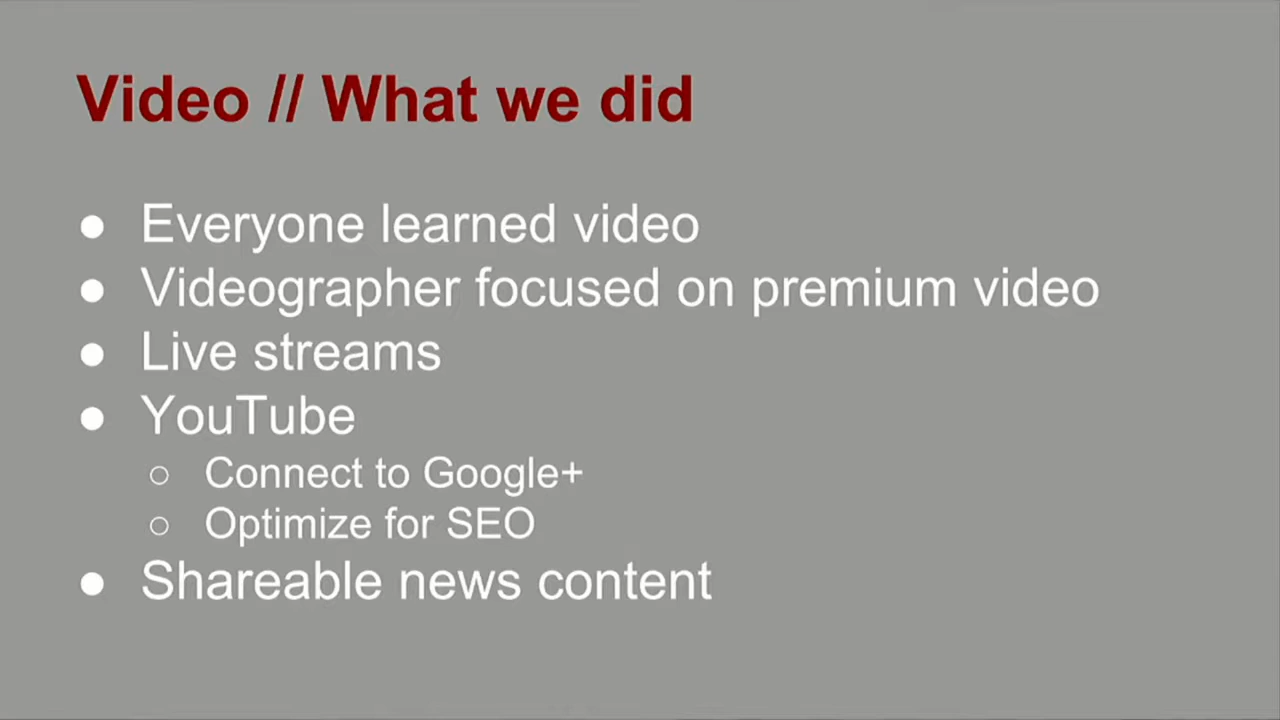 Video // What we did
● Everyone learned video
● Videographer focused on premium video
● Live streams
● YouTube
○ Connect to Google+
○ Optimize for SEO
● Shareable news content